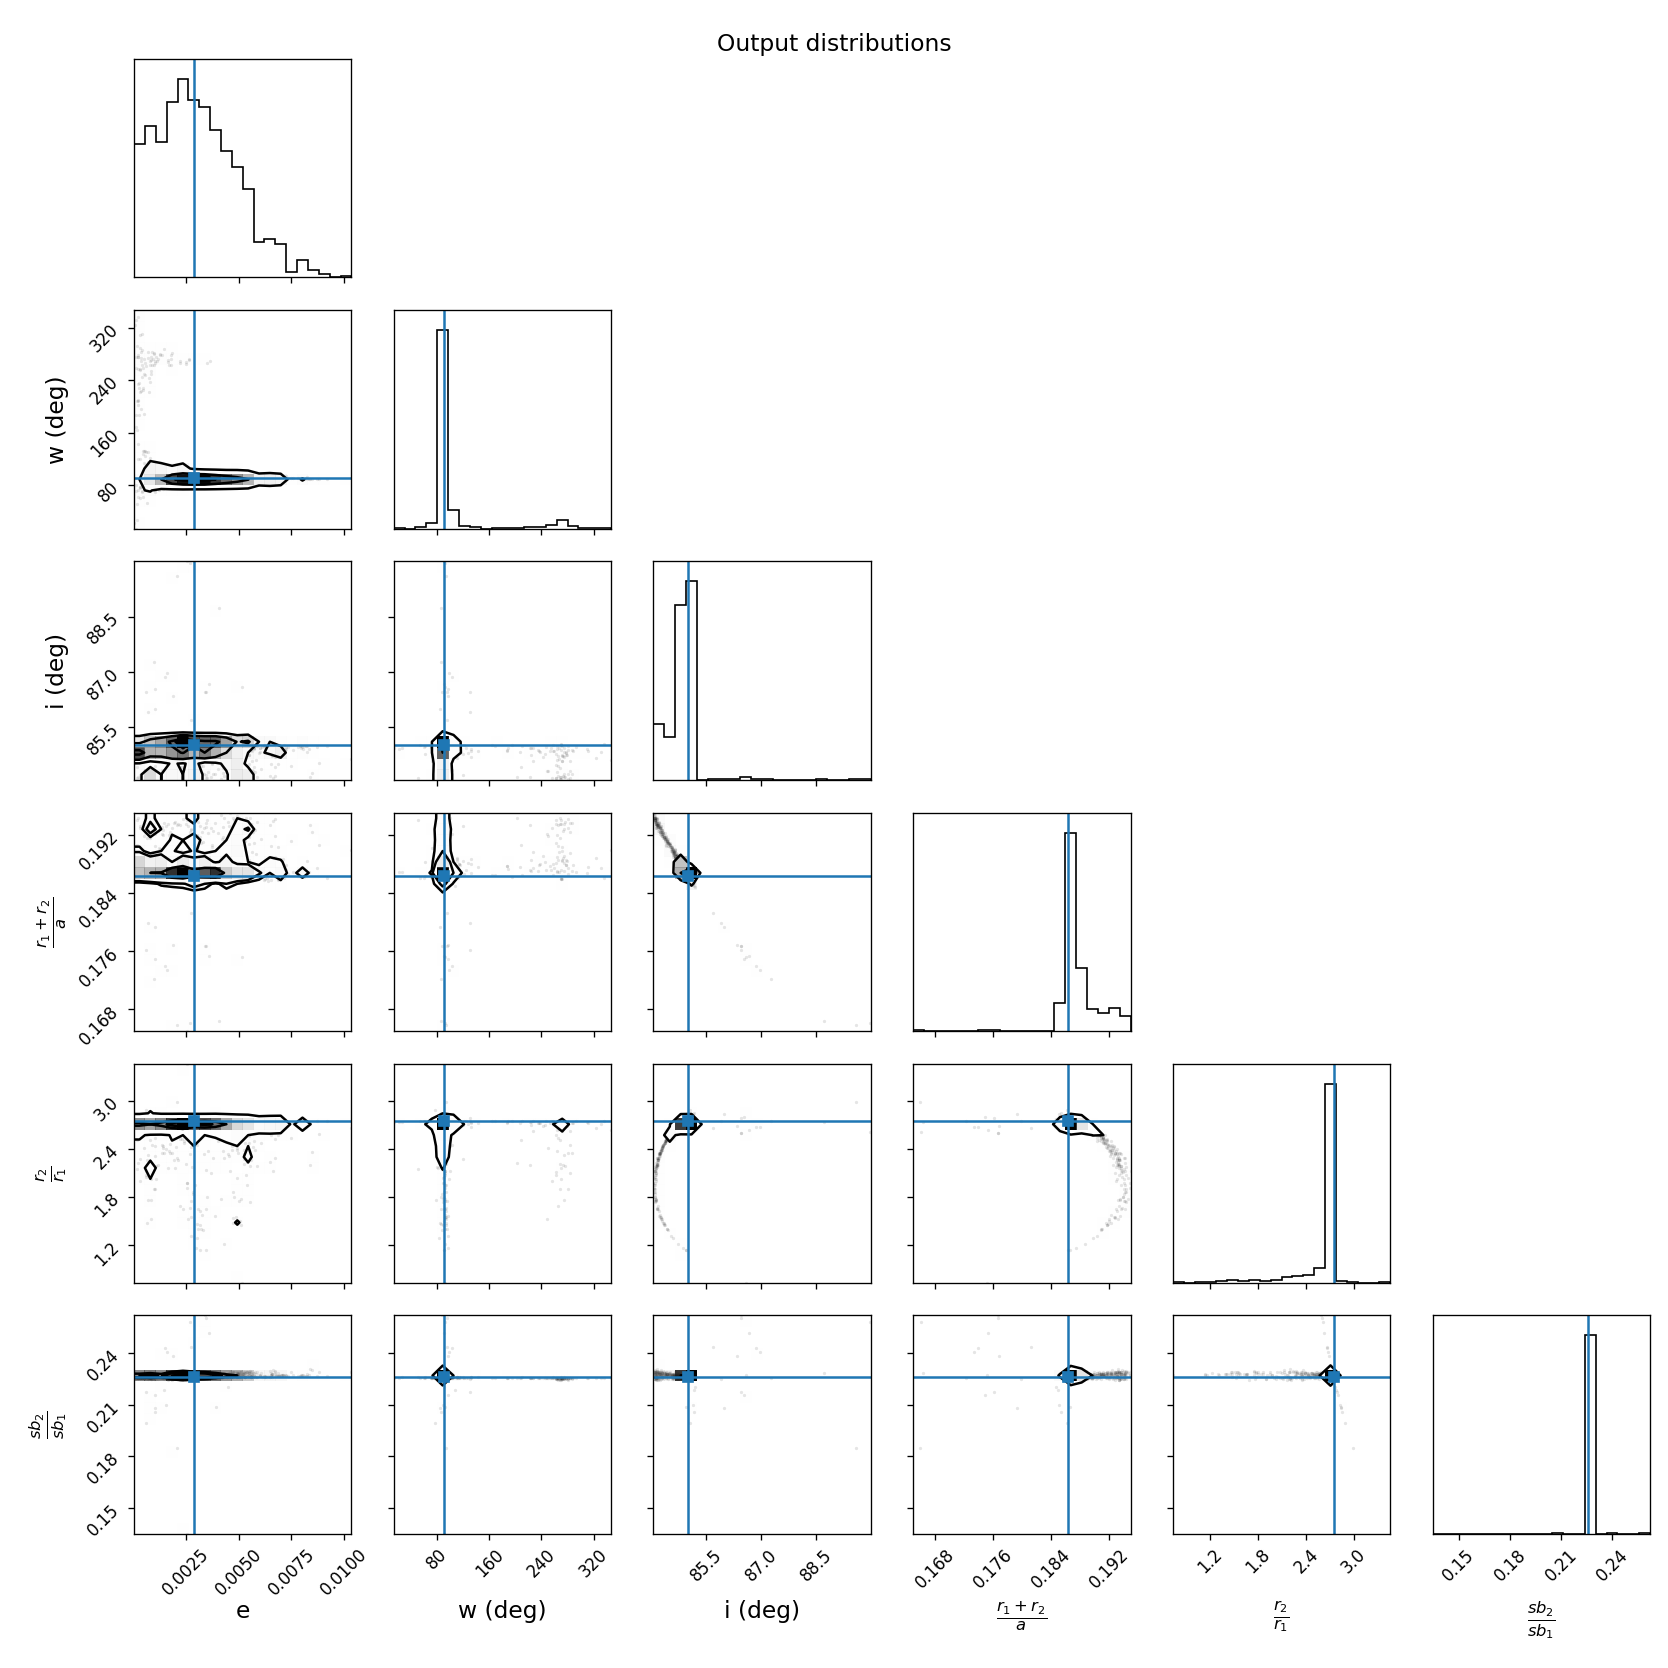 Output distributions
w (deg)
320
240
160
80
i (deg)
88.5
87.0
85.5
r₁ + r₂
a
0.192
0.184
0.176
0.168
r₂
r₁
3.0
2.4
1.8
1.2
sb₂
sb₁
0.24
0.21
0.18
0.15
0.0025 0.0050 0.0075 0.0100 80 160 240 320 85.5 87.0 88.5 0.168 0.176 0.184 0.192 1.2 1.8 2.4 3.0 0.15 0.18 0.21 0.24
e w (deg) i (deg) r₁ + r₂ r₂ sb₂
a r₁ sb₁